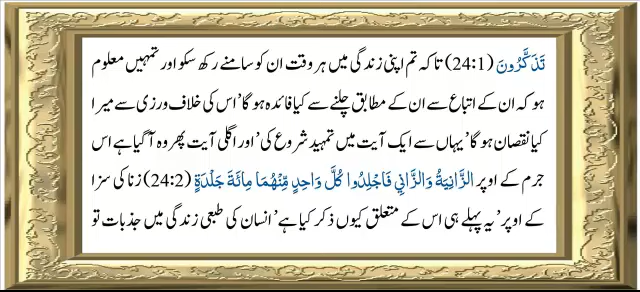 تَذَكَّرُونَ (24:1) تاکہ تم اپنی زندگی میں ہر وقت ان کو سامنے رکھ سکو اور تمہیں معلوم
ہو کہ ان کے اتباع سے ان کے مطابق چلنے سے کیا فائدہ ہو گا‘ اس کی خلاف ورزی سے میرا
کیا نقصان ہو گا‘ یہاں سے ایک آیت میں تمہید شروع کی‘ اور اگلی آیت پھر وہ آ گیا ہے اس
جرم کے اوپر الزَّانِيَةُ وَالزَّانِي فَاجْلِدُوا كُلَّ وَاحِدٍ مِّنْهُمَا مِائَةَ جَلْدَةٍ (24:2) زنا کی سزا
کے اوپر‘ یہ پہلے ہی اس کے متعلق کیوں ذکر کیا ہے‘ انسان کی طبعی زندگی میں جذبات تو